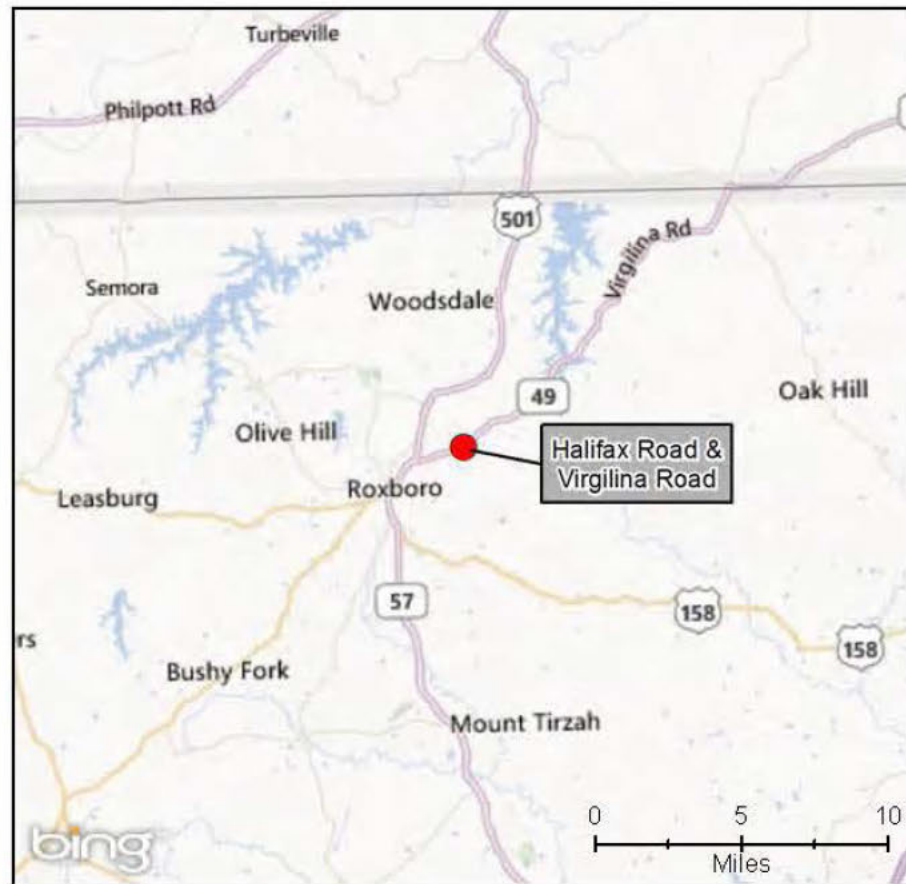 Turbeville
Philpott Rd
501
Virgilina Rd
Semora
Woodsdale
49
Oak Hill
Olive Hill
Halifax Road &
Virgilina Road
Roxboro
Leasburg
57
158
158
rs
Bushy Fork
Mount Tirzah
0 5 10
Miles
bing